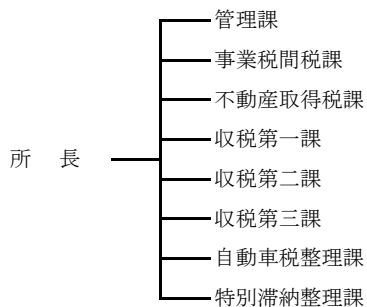 管理課
事業税間税課
不動産取得税課
収税第一課
所 長
収税第二課
収税第三課
自動車税整理課
特別滞納整理課